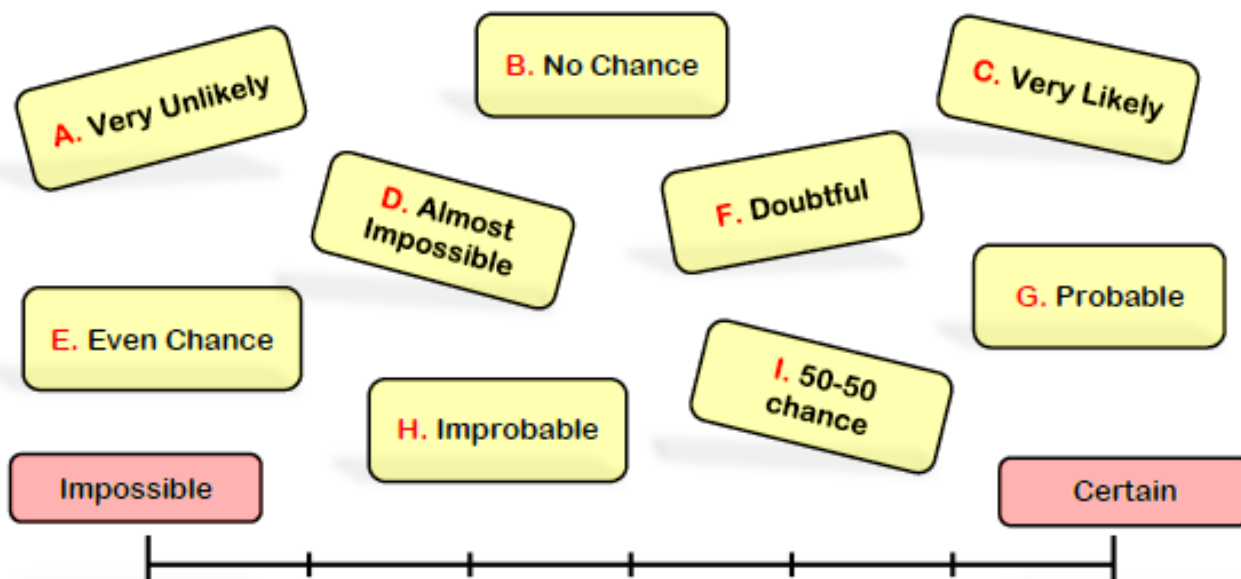 A. Very Unlikely
B. No Chance
C. Very Likely
D. Almost
Impossible
F. Doubtful
E. Even Chance
G. Probable
H. Improbable
I. 50-50
chance
Impossible
Certain